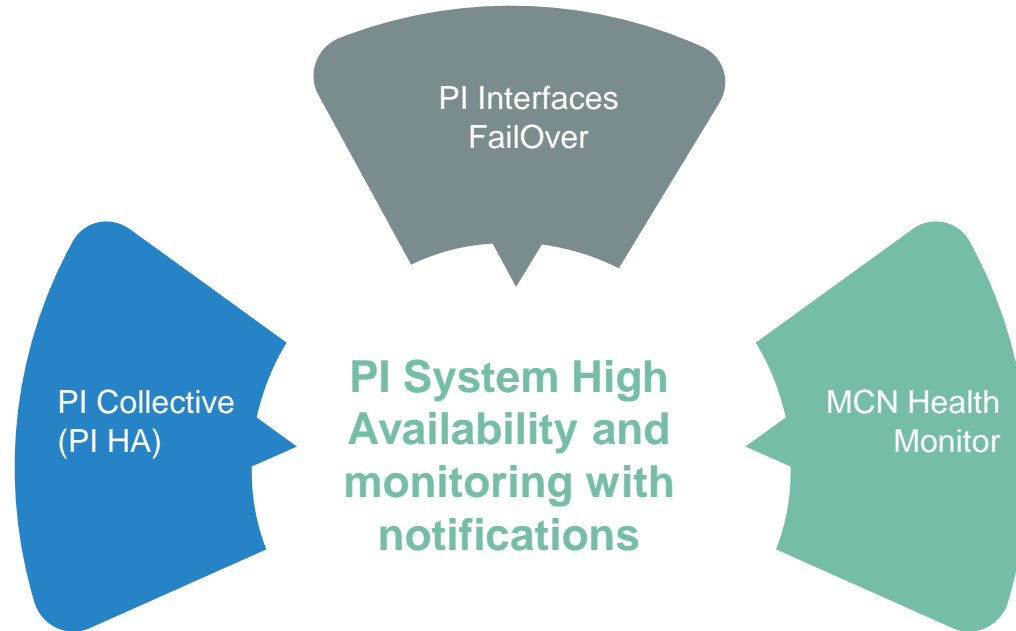 PI Interfaces
FailOver
PI Collective
(PI HA)
PI System High
Availability and
monitoring with
notifications
MCN Health
Monitor